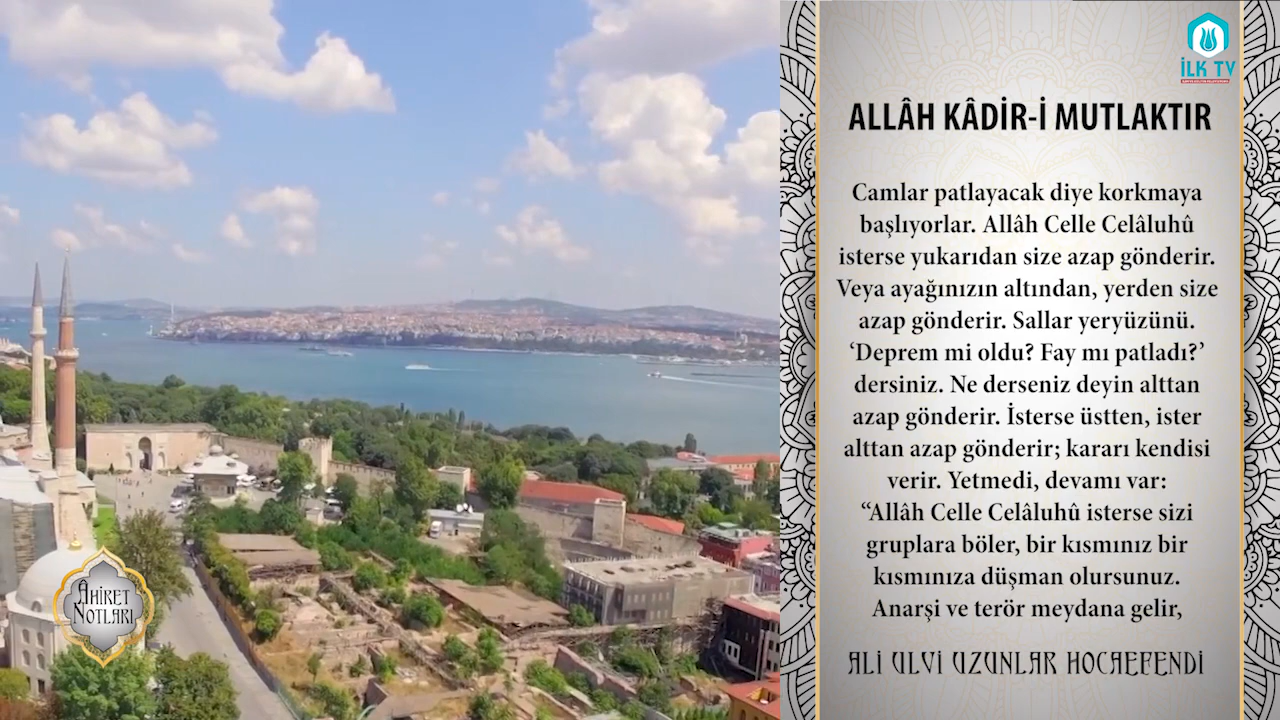 İLK TV
ALLÂH KÂDİR-İ MUTLAKTIR
Camlar patlayacak diye korkmaya
başlıyorlar. Allâh Celle Celâluhû
isterse yukarıdan size azap gönderir.
Veya ayağınızın altından, yerden size
azap gönderir. Sallar yeryüzünü.
‘Deprem mi oldu? Fay mı patladı?’
dersiniz. Ne derseniz deyin alttan
azap gönderir. İsterse üstten, ister
alttan azap gönderir; kararı kendisi
verir. Yetmedi, devamı var:
“Allâh Celle Celâluhû isterse sizi
gruplara böler, bir kısmınız bir
kısmınıza düşman olursunuz.
Anarşi ve terör meydana gelir,
ALİ ULVİ UZUNLAR HOCAEFENDİ
AHİRET
NOTLARI